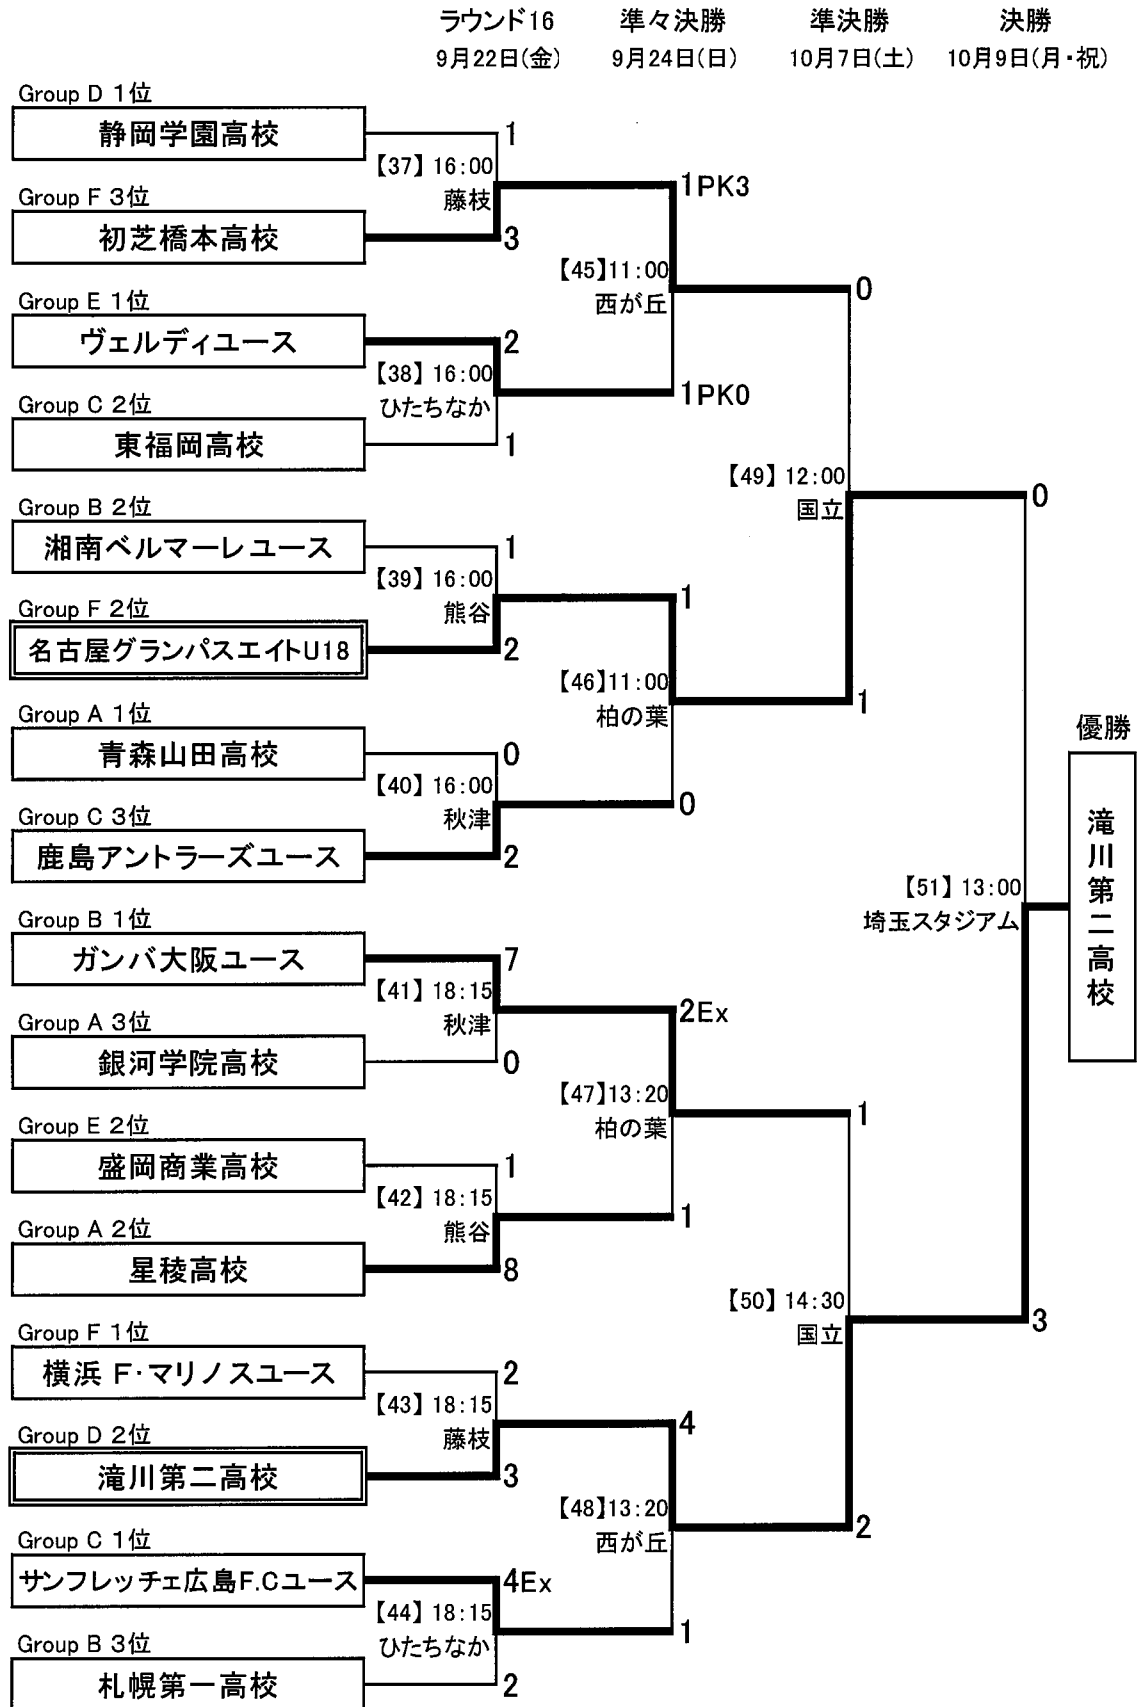 ラウンド16 準々決勝 準決勝 決勝
9月22日(金) 9月24日(日) 10月7日(土) 10月9日(月・祝)
Group D 1位
静岡学園高校 1
【37】 16:00
藤枝
1PK3
Group F 3位
初芝橋本高校 3
【45】11:00
西が丘
0
Group E 1位
ヴェルディユース 2
【38】 16:00
ひたちなか
1PK0
Group C 2位
東福岡高校 1
【49】 12:00
国立
0
Group B 2位
湘南ベルマーレユース 1
【39】 16:00
熊谷
1
Group F 2位
名古屋グランパスエイトU18 2
【46】11:00
柏の葉
1
Group A 1位
青森山田高校 0
【40】 16:00
秋津
0
Group C 3位
鹿島アントラーズユース 2
優勝
滝川第二高校
【51】 13:00
埼玉スタジアム
Group B 1位
ガンバ大阪ユース 7
【41】 18:15
秋津
2Ex
Group A 3位
銀河学院高校 0
【47】13:20
柏の葉
1
Group E 2位
盛岡商業高校 1
【42】 18:15
熊谷
1
Group A 2位
星稜高校 8
【50】 14:30
国立
3
Group F 1位
横浜 F・マリノスユース 2
【43】 18:15
藤枝
4
Group D 2位
滝川第二高校 3
【48】13:20
西が丘
2
Group C 1位
サンフレッチェ広島F.Cユース 4Ex
【44】 18:15
ひたちなか
1
Group B 3位
札幌第一高校 2